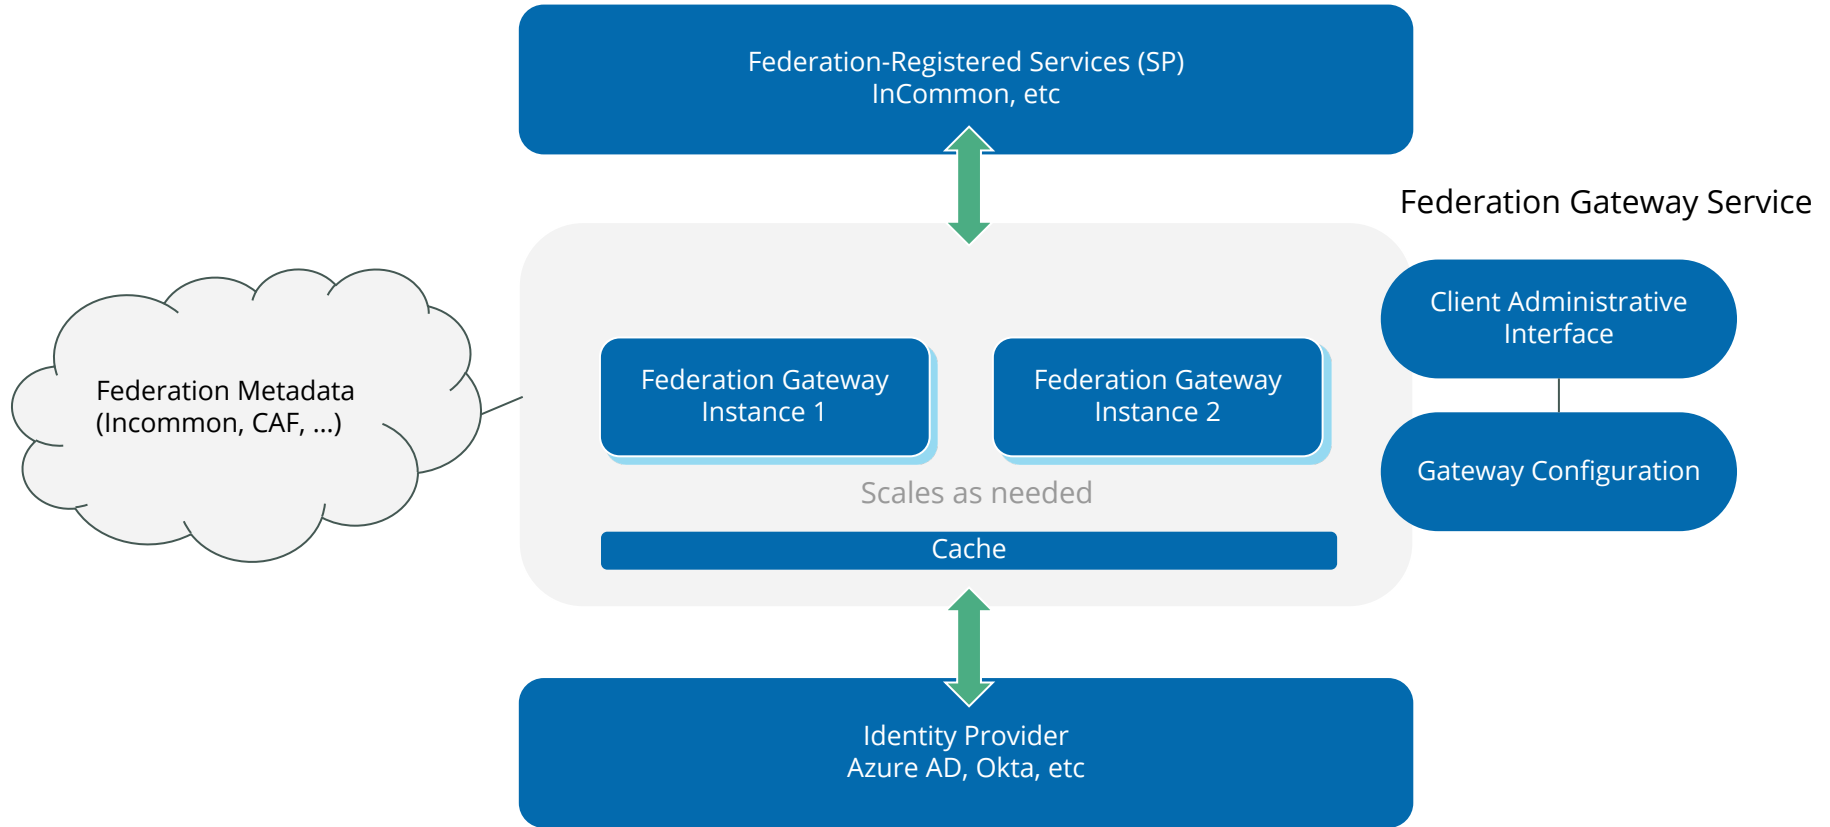 Federation-Registered Services (SP)
InCommon, etc
Federation Gateway Service
Client Administrative
Interface
Federation Metadata
(Incommon, CAF, ...)
Federation Gateway
Instance 1
Federation Gateway
Instance 2
Gateway Configuration
Scales as needed
Cache
Identity Provider
Azure AD, Okta, etc